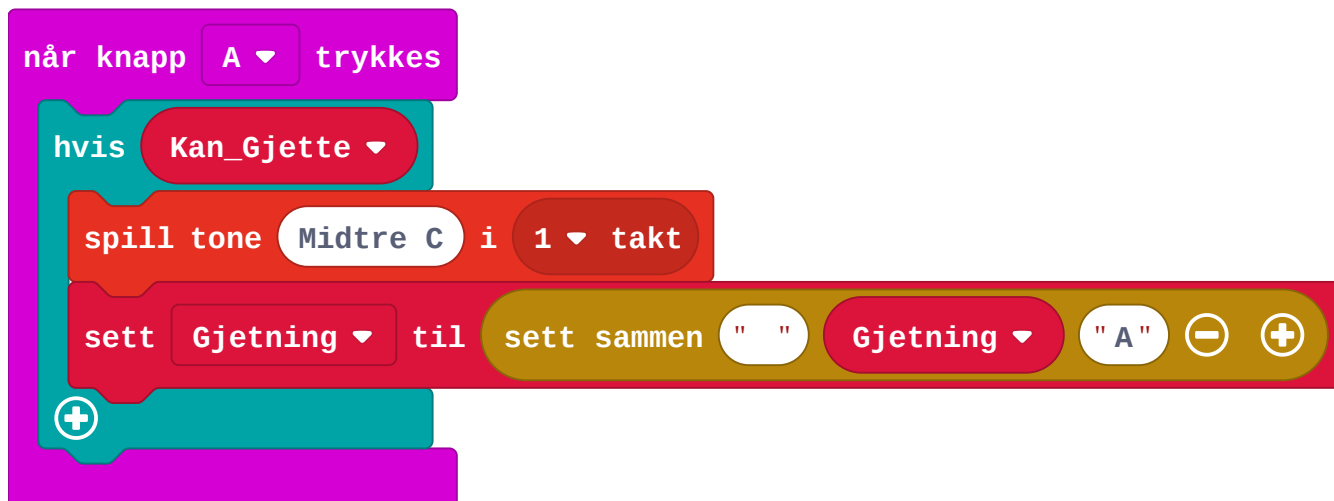 når knapp A trykkes
hvis Kan_Gjette
spill tone Midtre C i 1 takt
sett Gjetning til sett sammen " " Gjetning "A"